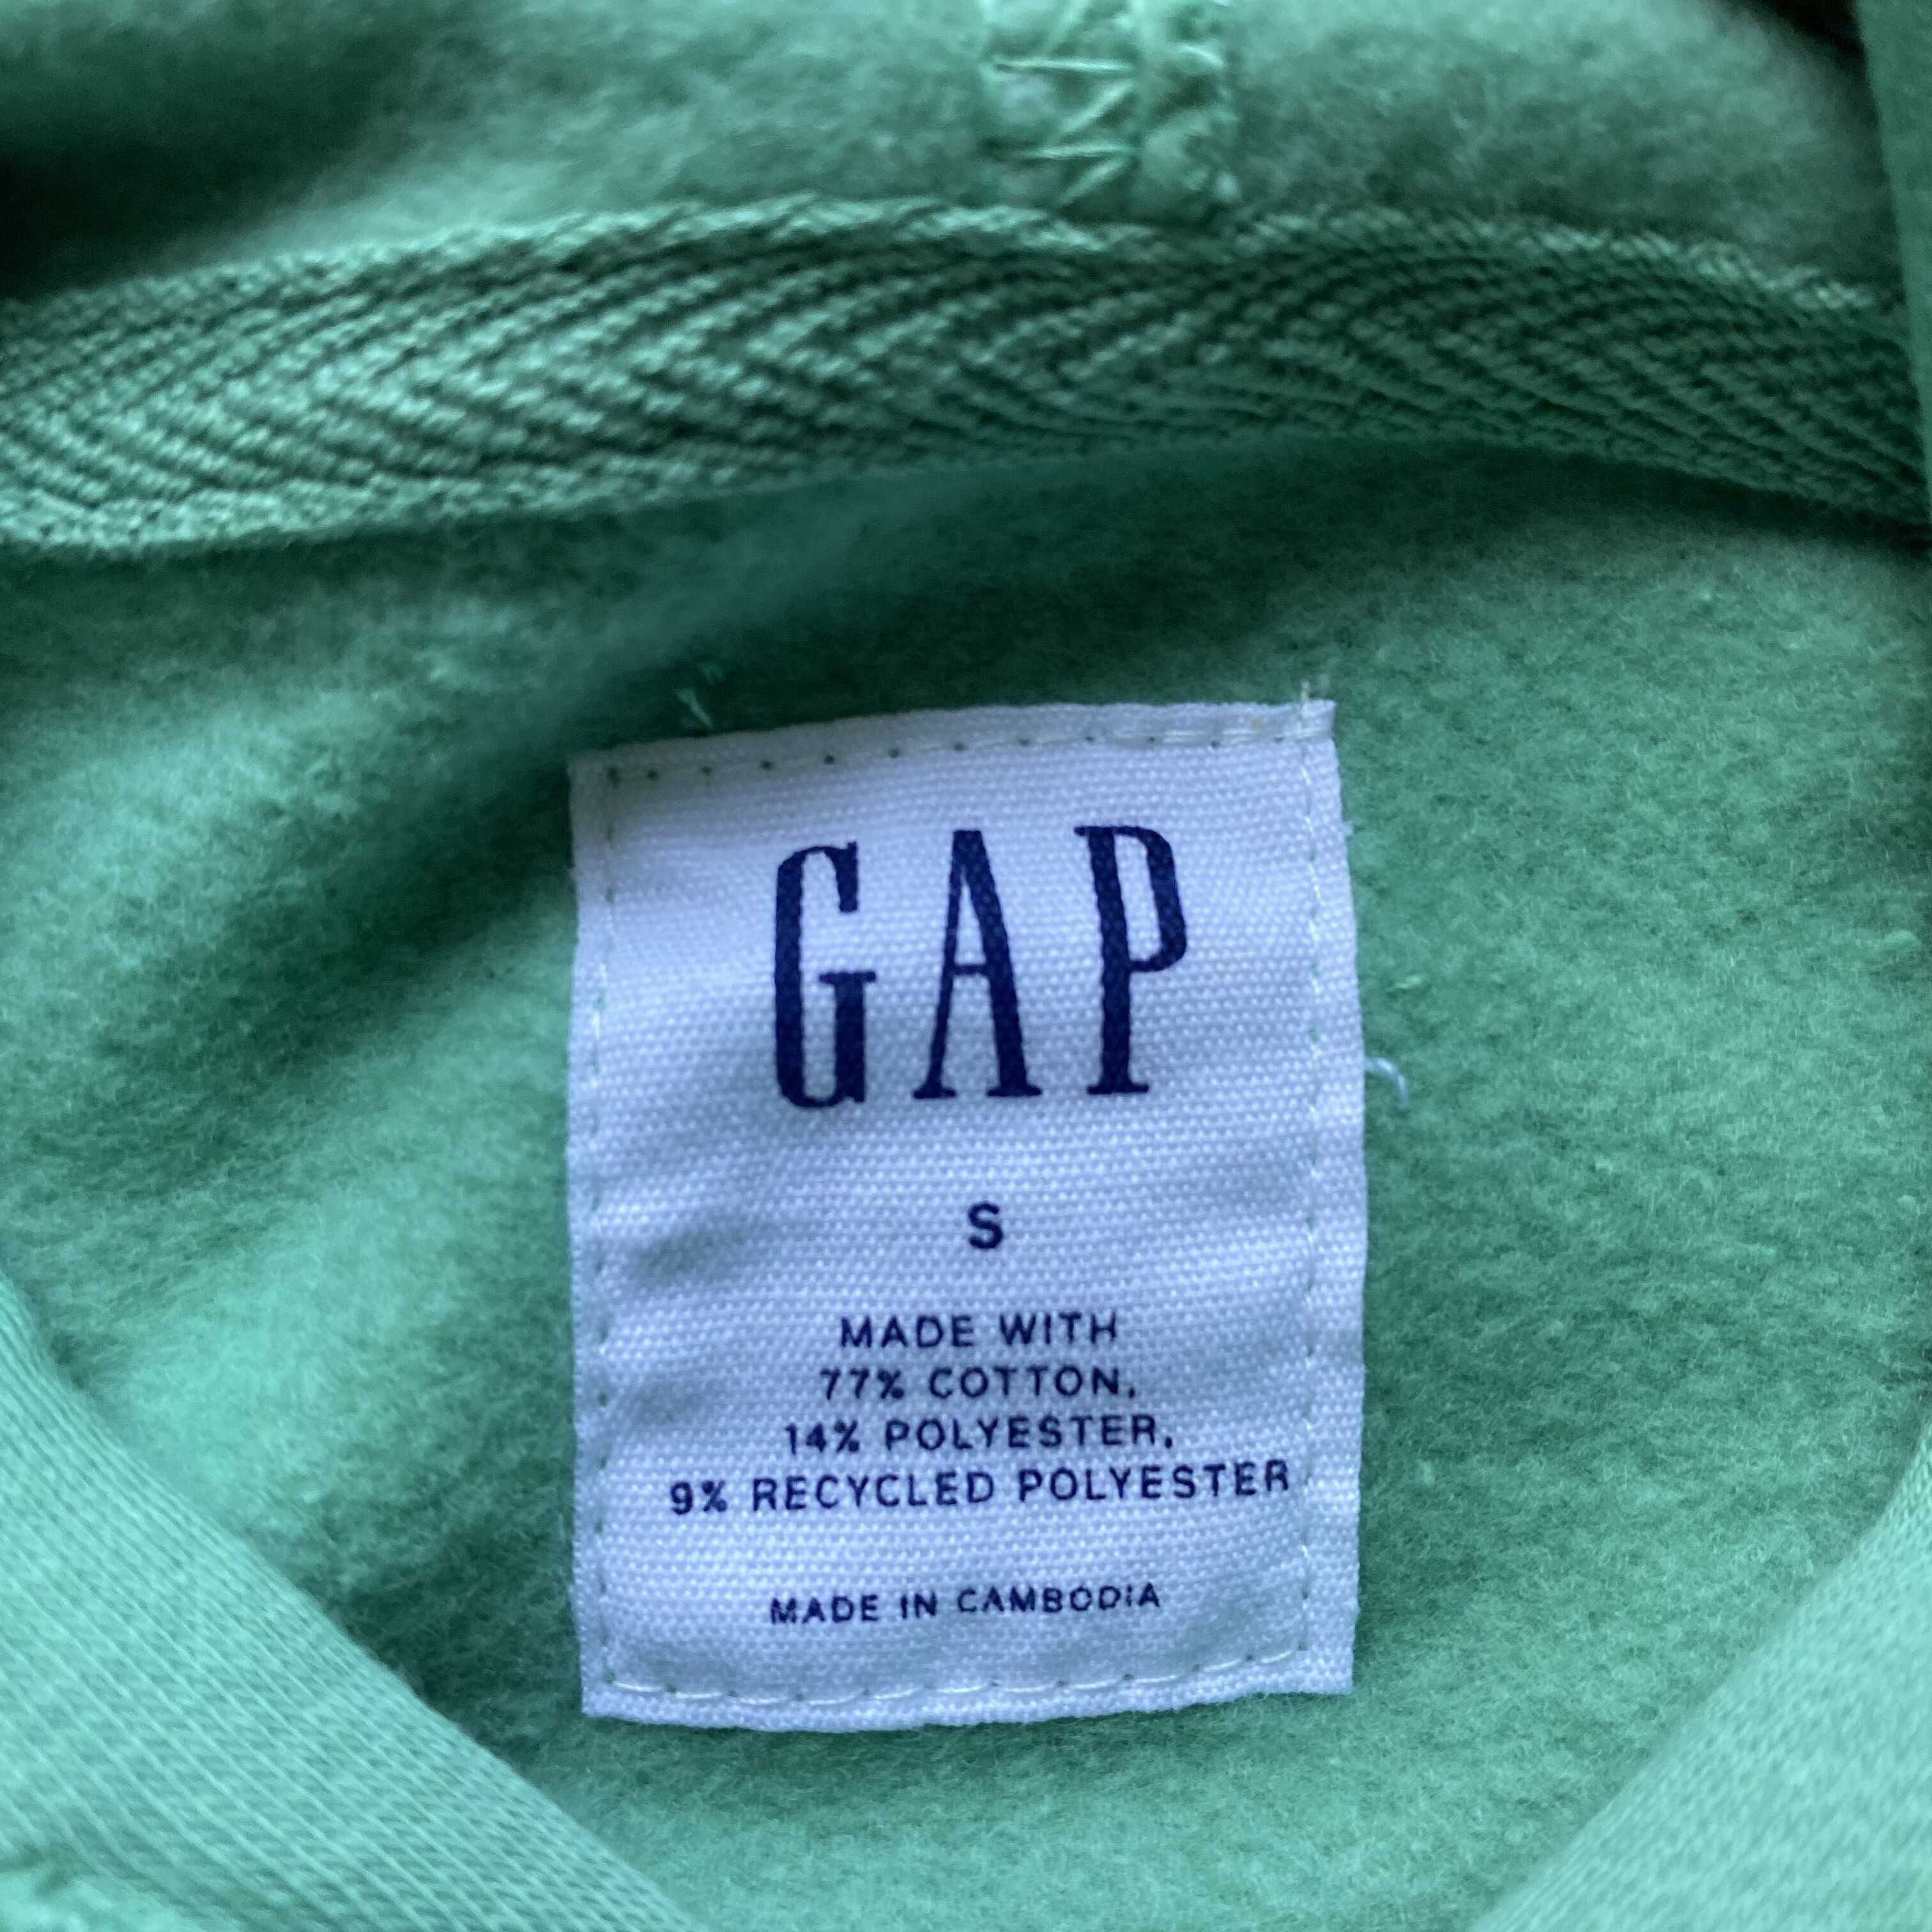 GAP
S
MADE WITH
77% COTTON,
14% POLYESTER,
9% RECYCLED POLYESTER
MADE IN CAMBODIA